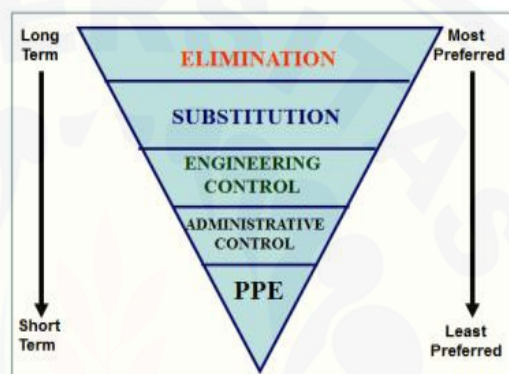 Long
Term
Most
Preferred
ELIMINATION
SUBSTITUTION
ENGINEERING
CONTROL
ADMINISTRATIVE
CONTROL
PPE
Short
Term
Least
Preferred